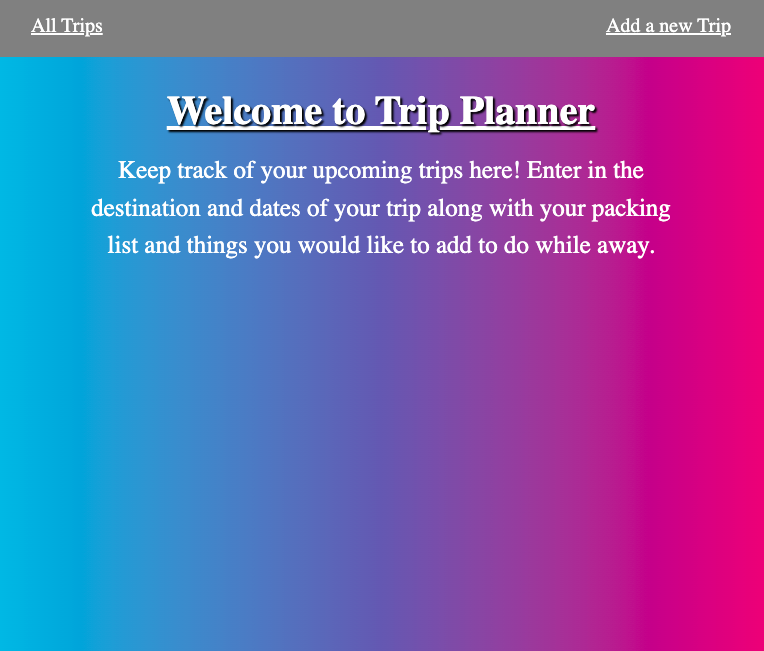 All Trips
Add a new Trip
Welcome to Trip Planner
Keep track of your upcoming trips here! Enter in the
destination and dates of your trip along with your packing
list and things you would like to add to do while away.